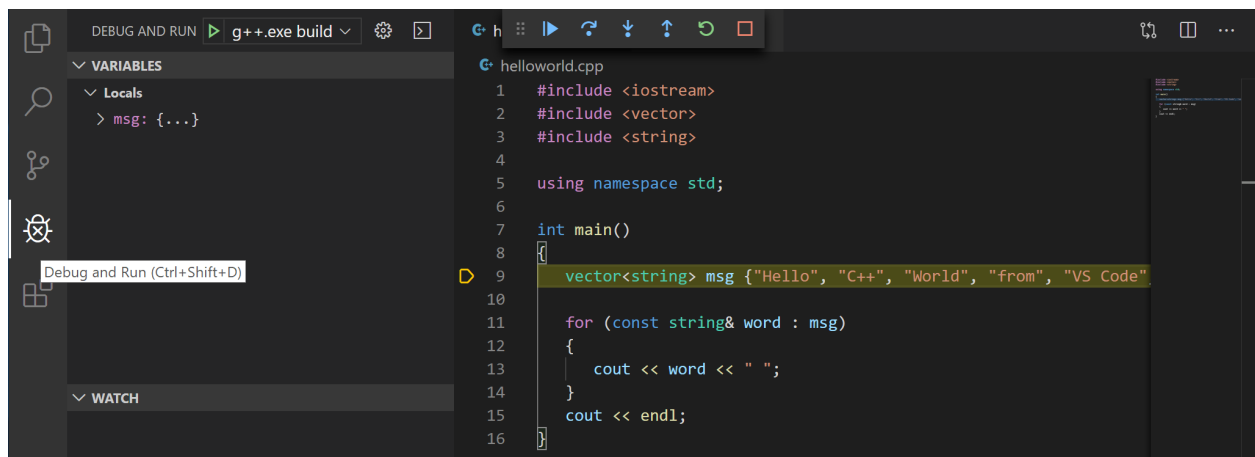 DEBUG AND RUN g++.exe build
VARIABLES
Locals
msg: {...}
Debug and Run (Ctrl+Shift+D)
WATCH
h
helloworld.cpp
1 #include <iostream>
2 #include <vector>
3 #include <string>
4
5 using namespace std;
6
7 int main()
8 {
9 vector<string> msg {"Hello", "C++", "World", "from", "VS Code"
10
11 for (const string& word : msg)
12 {
13 cout << word << " ";
14 }
15 cout << endl;
16 }